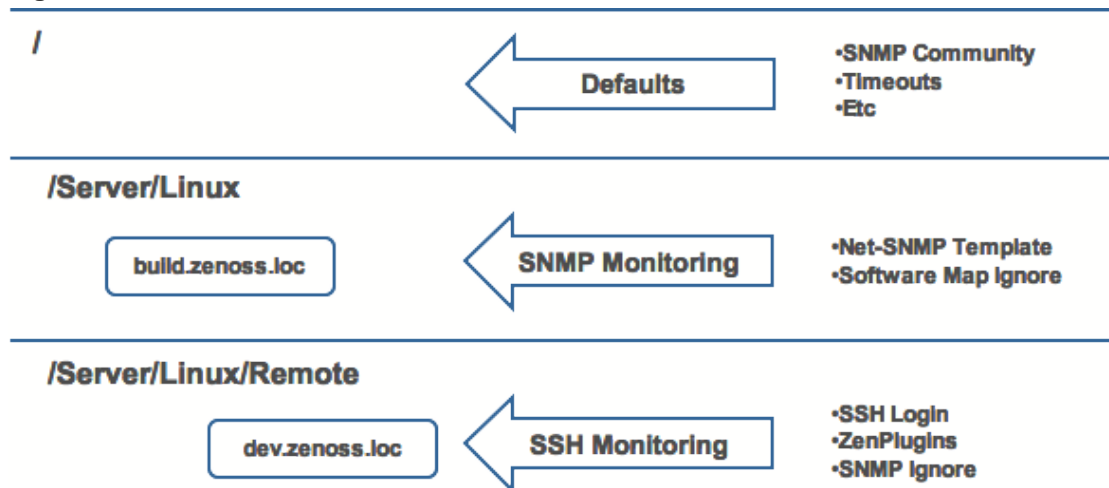 /
Defaults
•SNMP Community
•Timeouts
•Etc
/Server/Linux
build.zenoss.loc
SNMP Monitoring
•Net-SNMP Template
•Software Map Ignore
/Server/Linux/Remote
dev.zenoss.loc
SSH Monitoring
•SSH Login
•ZenPlugins
•SNMP Ignore